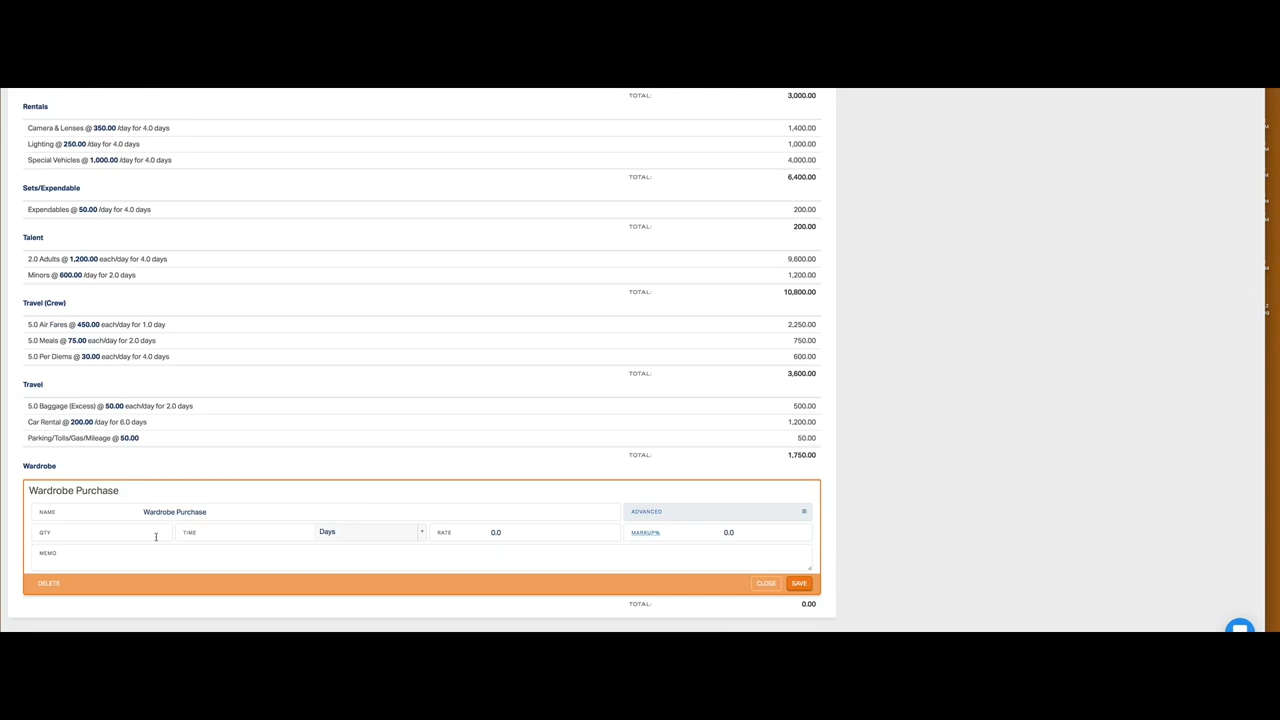 TOTAL: 3,000.00
Rentals
Camera & Lenses @ 350.00 /day for 4.0 days 1,400.00
Lighting @ 250.00 /day for 4.0 days 1,000.00
Special Vehicles @ 1,000.00 /day for 4.0 days 4,000.00
TOTAL: 6,400.00
Sets/Expendable
Expendables @ 50.00 /day for 4.0 days 200.00
TOTAL: 200.00
Talent
2.0 Adults @ 1,200.00 each/day for 4.0 days 9,600.00
Minors @ 600.00 /day for 2.0 days 1,200.00
TOTAL: 10,800.00
Travel (Crew)
5.0 Air Fares @ 450.00 each/day for 1.0 day 2,250.00
5.0 Meals @ 75.00 each/day for 2.0 days 750.00
5.0 Per Diems @ 30.00 each/day for 4.0 days 600.00
TOTAL: 3,600.00
Travel
5.0 Baggage (Excess) @ 50.00 each/day for 2.0 days 500.00
Car Rental @ 200.00 /day for 6.0 days 1,200.00
Parking/Tolls/Gas/Mileage @ 50.00 50.00
TOTAL: 1,750.00
Wardrobe
Wardrobe Purchase
NAME Wardrobe Purchase ADVANCED
QTY TIME Days RATE 0.0 MARKUP% 0.0
MEMO
DELETE CLOSE SAVE
TOTAL: 0.00